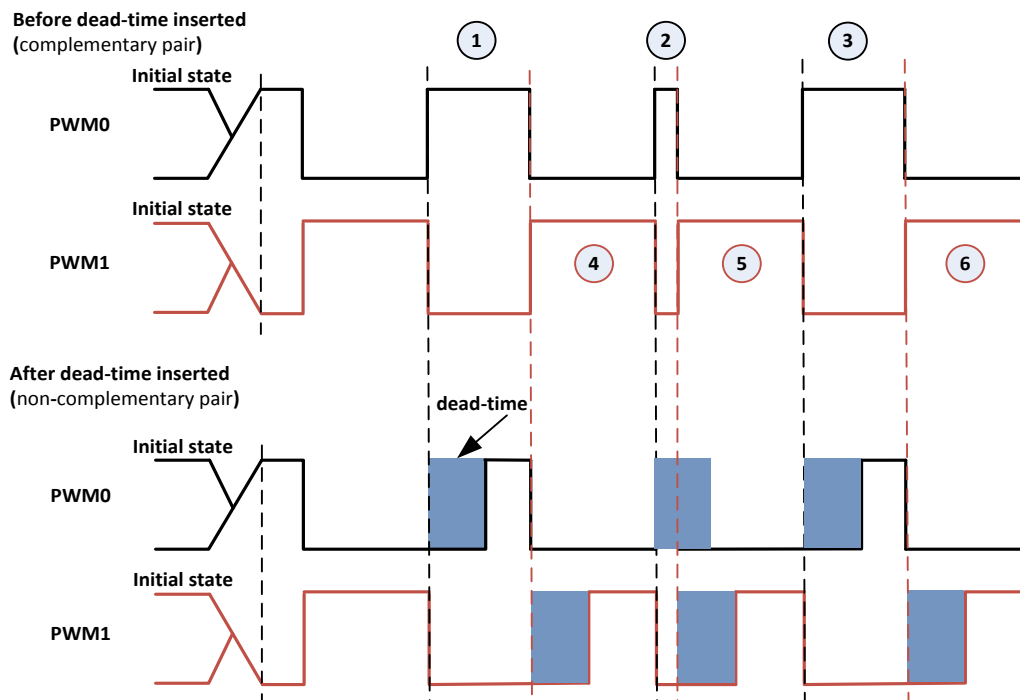 Before dead-time inserted
(complementary pair)
1
2
3
Initial state
PWM0
Initial state
PWM1
4
5
6
After dead-time inserted
(non-complementary pair)
dead-time
Initial state
PWM0
Initial state
PWM1